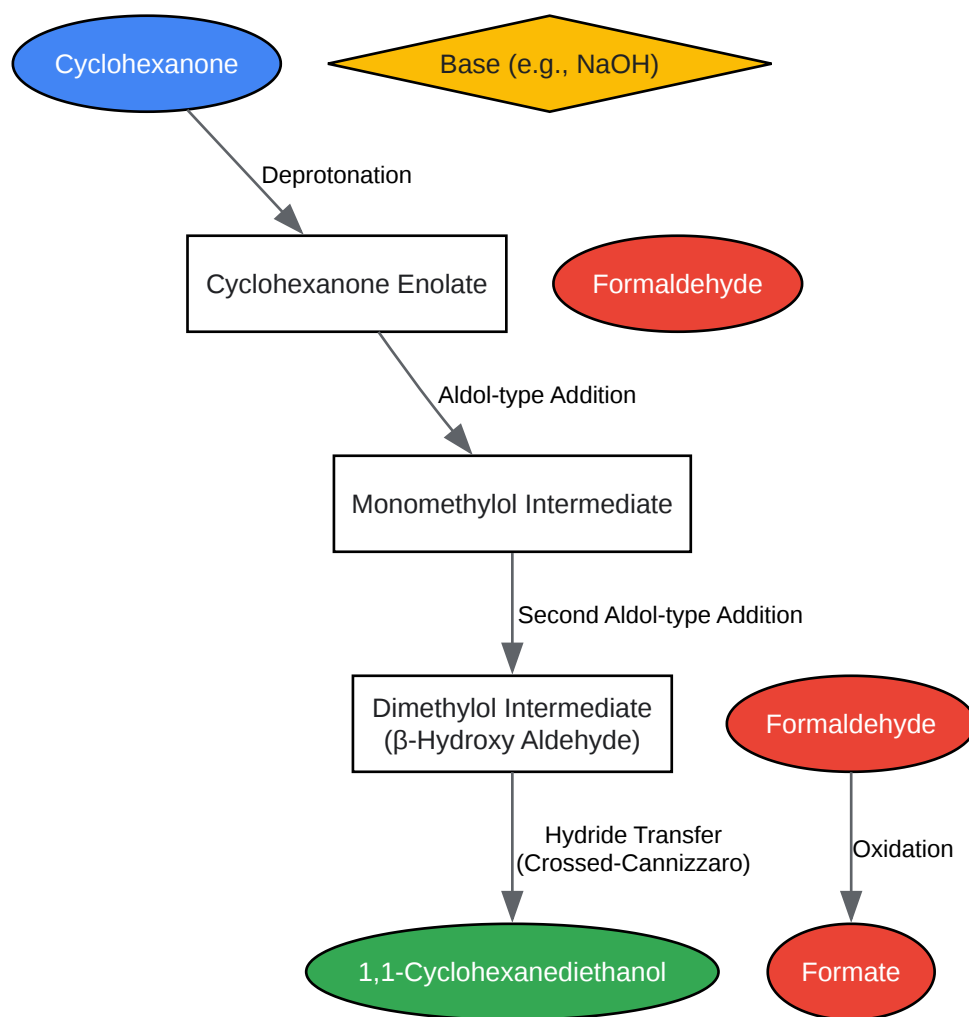 Cyclohexanone
Base (e.g., NaOH)
Deprotonation
Cyclohexanone Enolate
Formaldehyde
Aldol-type Addition
Monomethylol Intermediate
Second Aldol-type Addition
Dimethylol Intermediate
(β-Hydroxy Aldehyde)
Formaldehyde
Hydride Transfer
(Crossed-Cannizzaro)
Oxidation
1,1-Cyclohexanediethanol
Formate